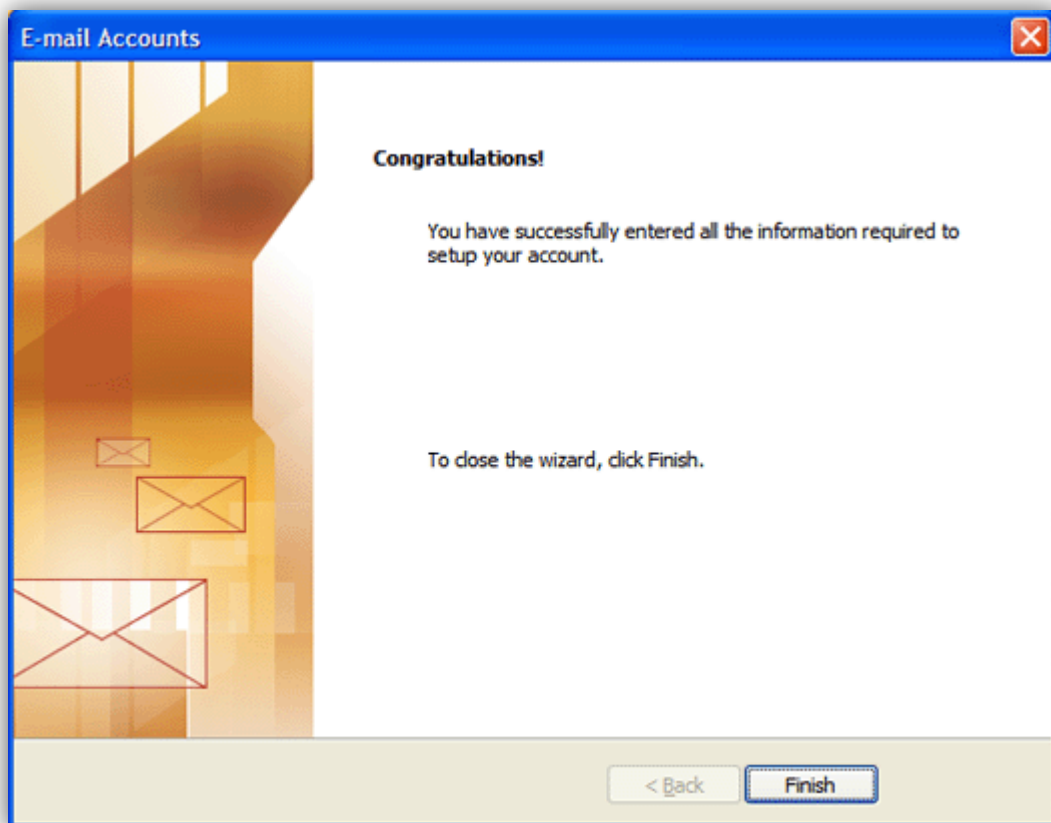 E-mail Accounts
Congratulations!
You have successfully entered all the information required to
setup your account.
To close the wizard, click Finish.
< Back
Finish